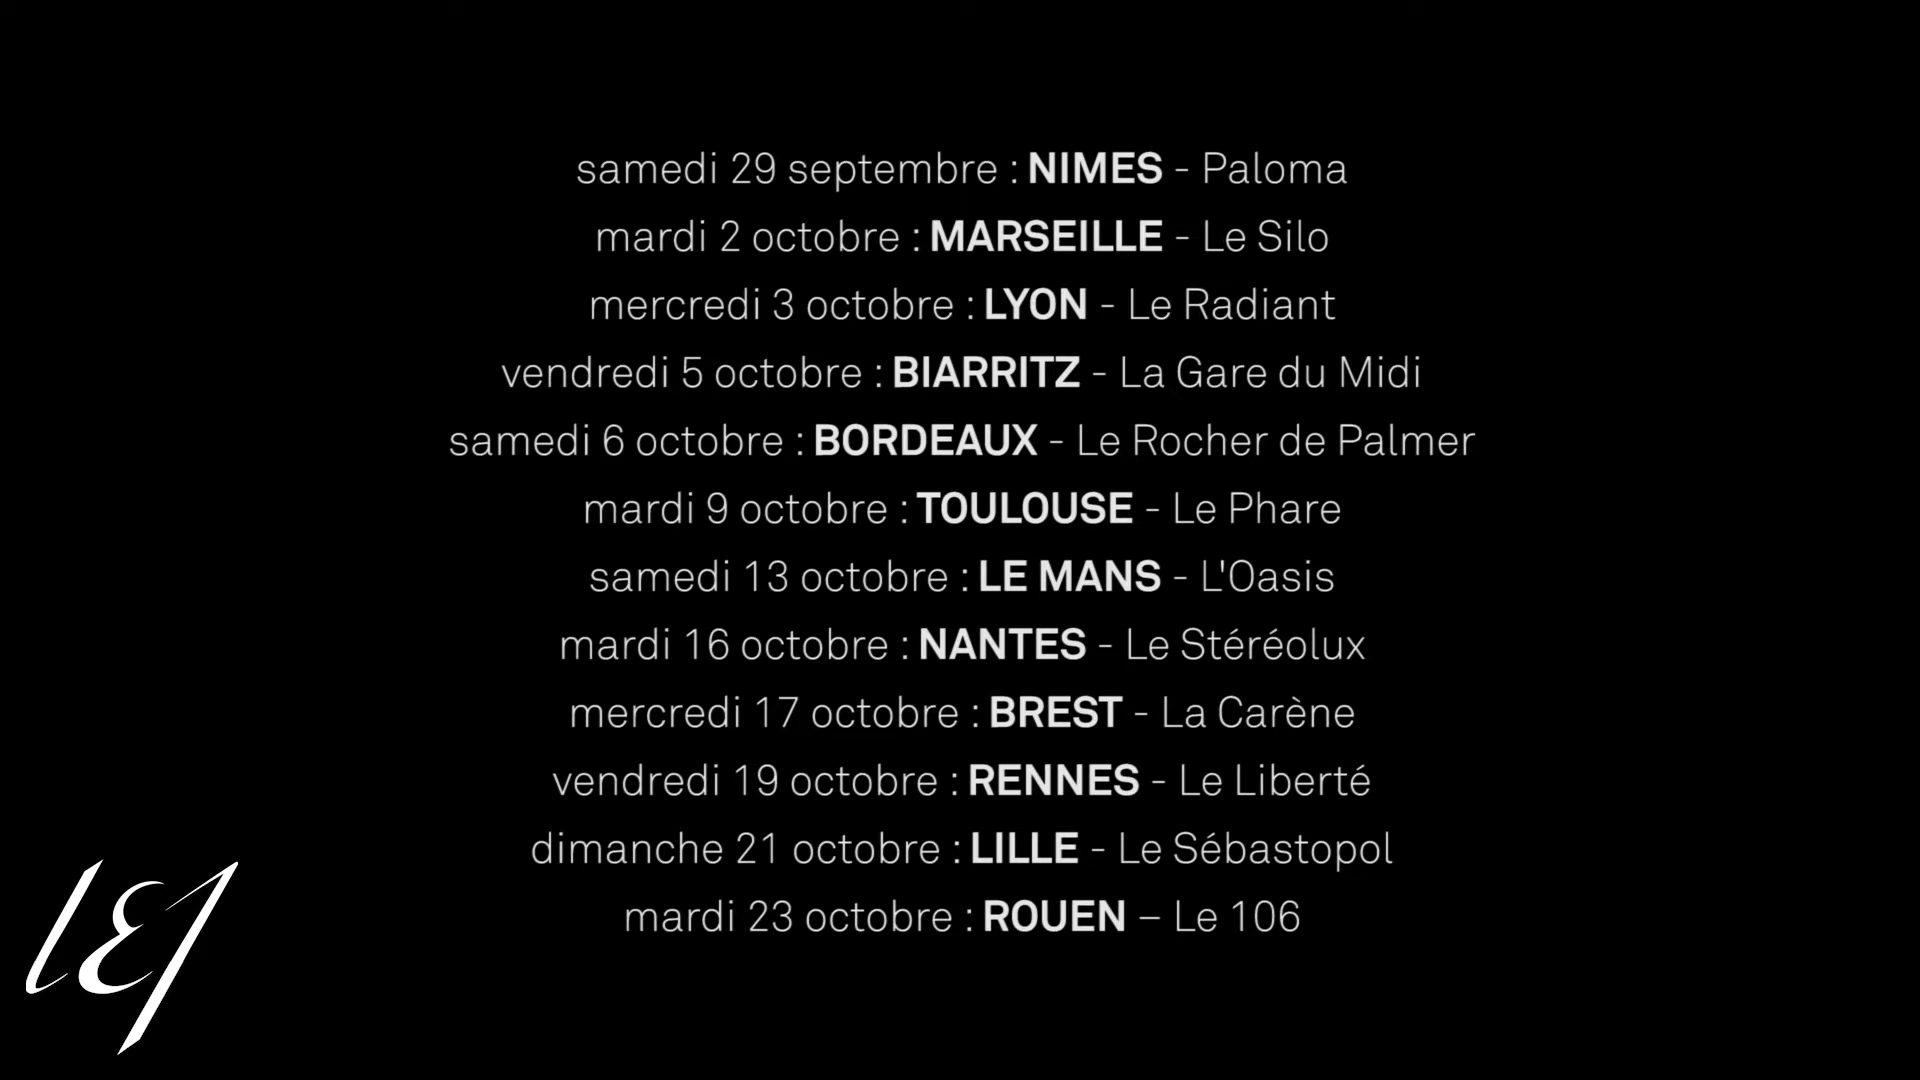 samedi 29 septembre : NIMES - Paloma
mardi 2 octobre : MARSEILLE - Le Silo
mercredi 3 octobre : LYON - Le Radiant
vendredi 5 octobre : BIARRITZ - La Gare du Midi
samedi 6 octobre : BORDEAUX - Le Rocher de Palmer
mardi 9 octobre : TOULOUSE - Le Phare
samedi 13 octobre : LE MANS - L'Oasis
mardi 16 octobre : NANTES - Le Stéréolux
mercredi 17 octobre : BREST - La Carène
vendredi 19 octobre : RENNES - Le Liberté
dimanche 21 octobre : LILLE - Le Sébastopol
mardi 23 octobre : ROUEN – Le 106
LEJ